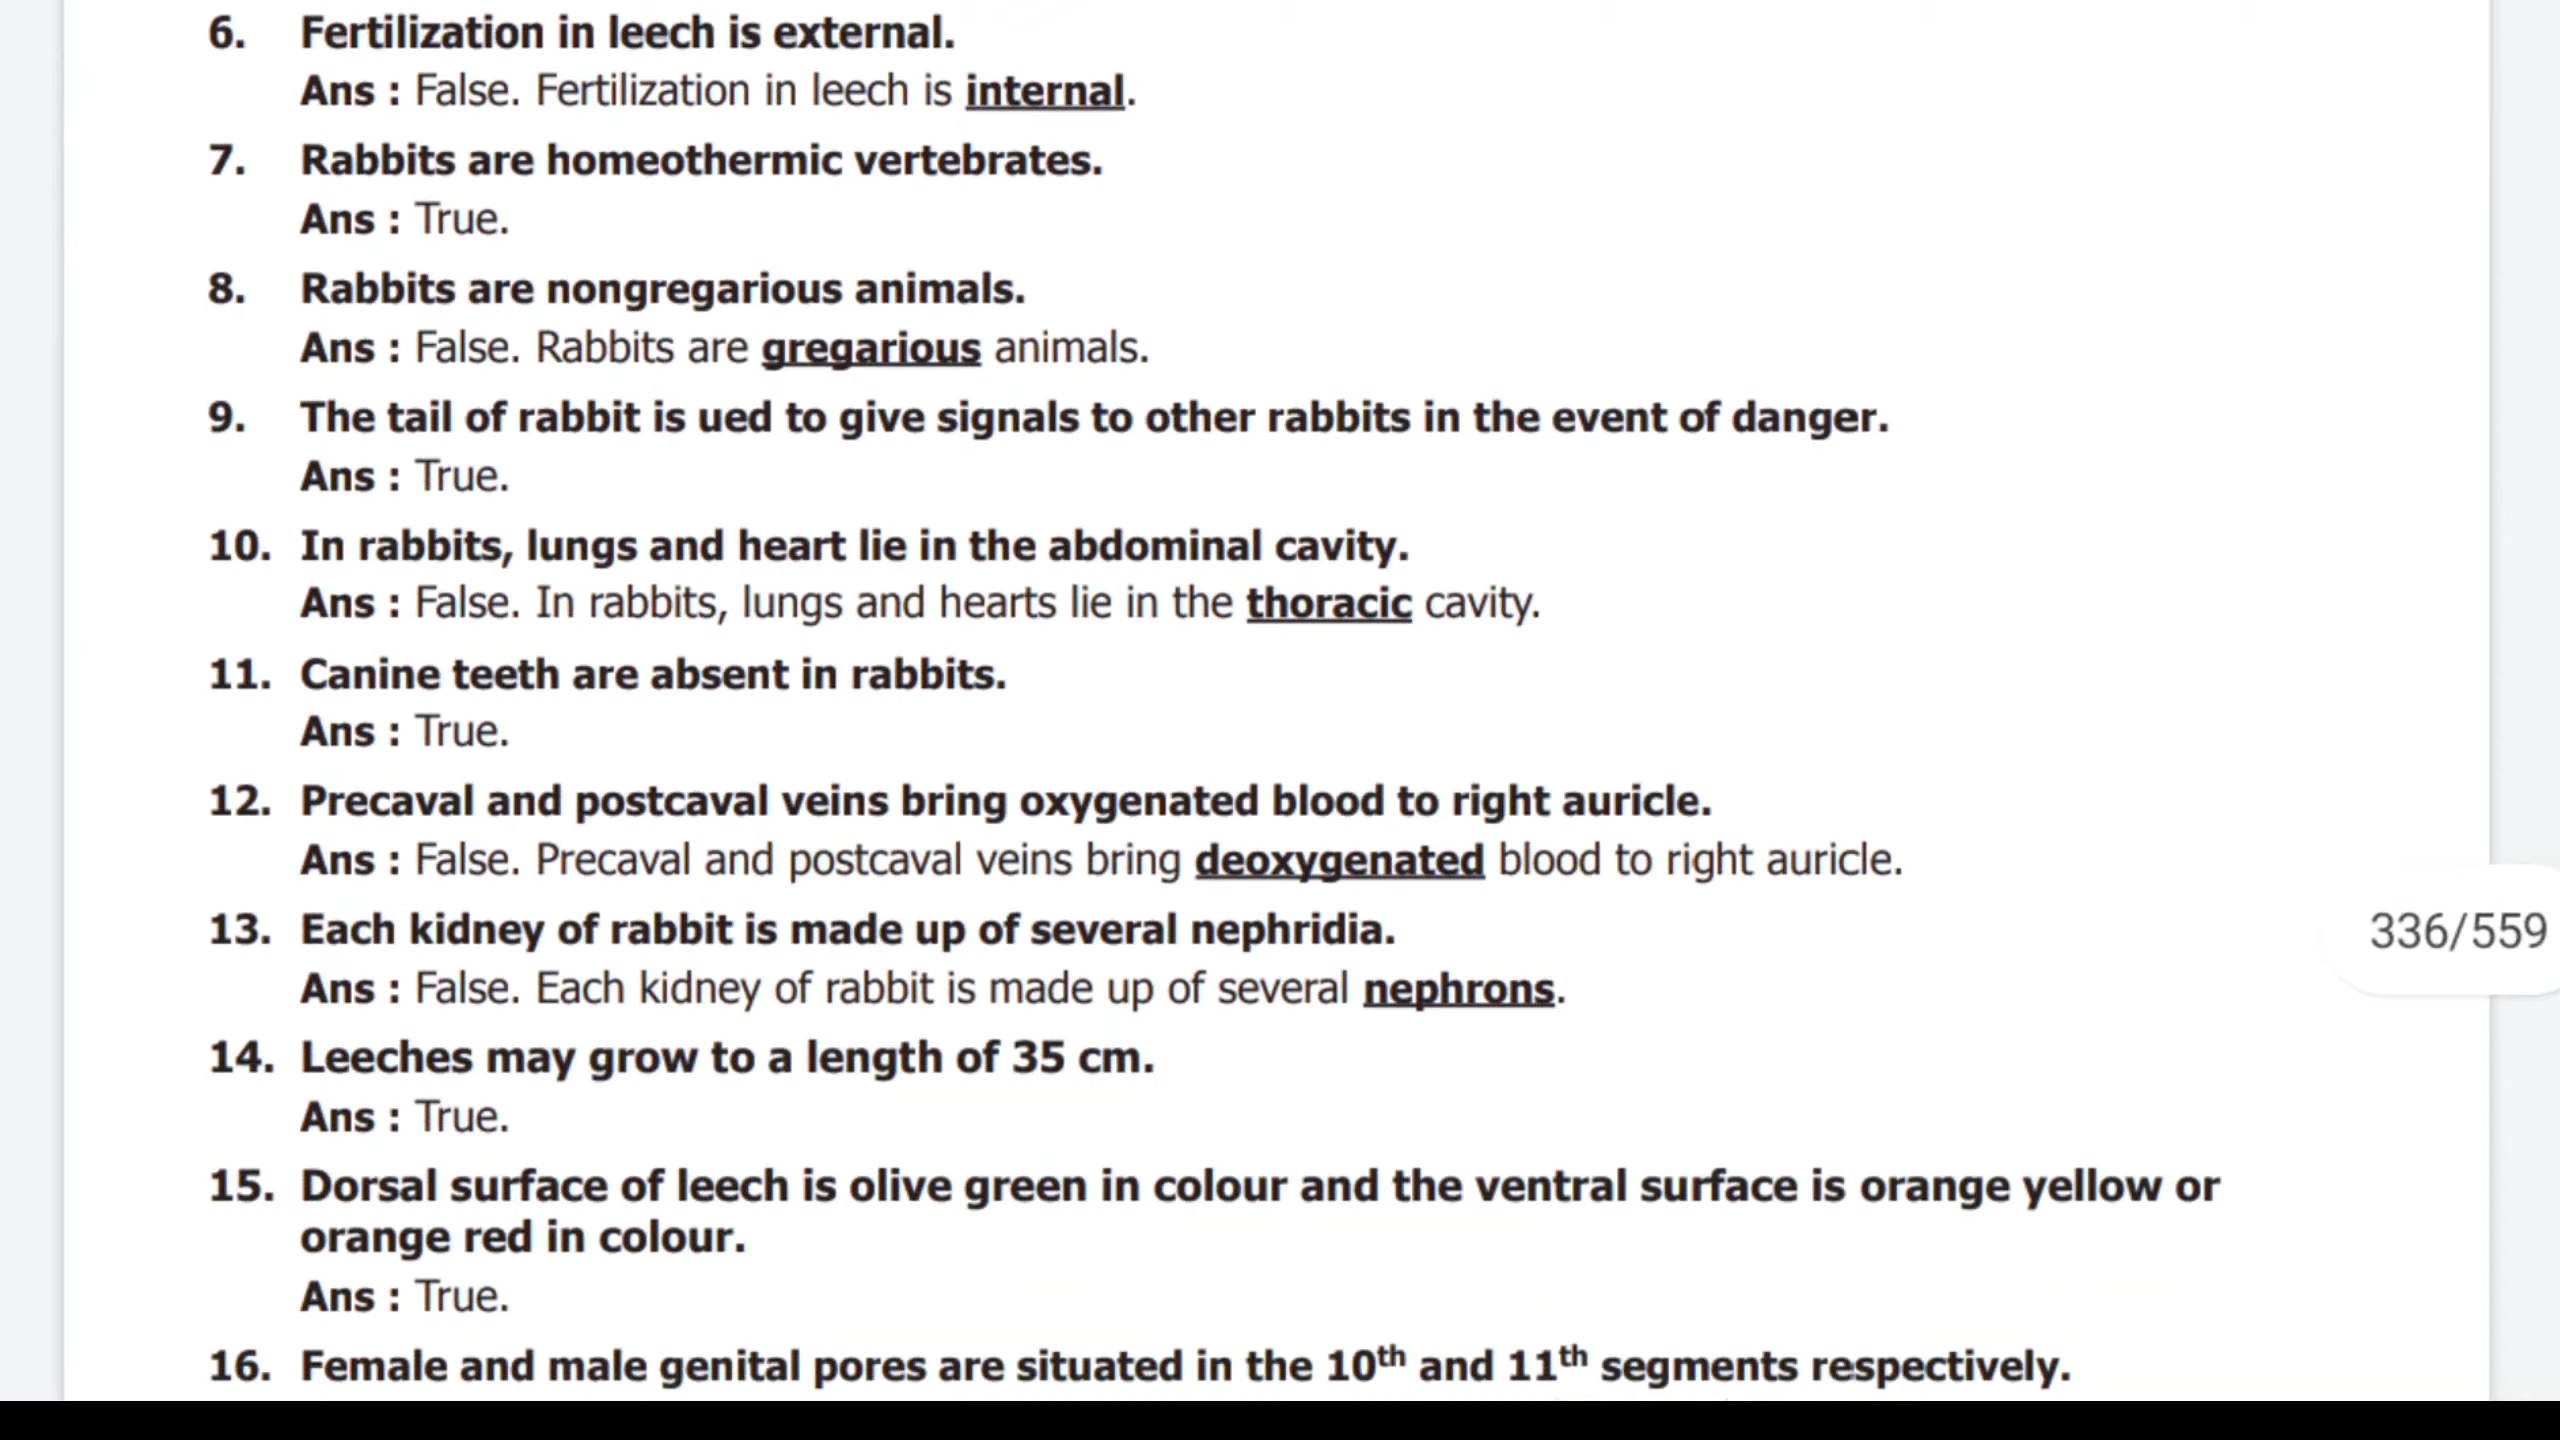 6. Fertilization in leech is external.
Ans : False. Fertilization in leech is internal.
7. Rabbits are homeothermic vertebrates.
Ans : True.
8. Rabbits are nongregarious animals.
Ans : False. Rabbits are gregarious animals.
9. The tail of rabbit is ued to give signals to other rabbits in the event of danger.
Ans : True.
10. In rabbits, lungs and heart lie in the abdominal cavity.
Ans : False. In rabbits, lungs and hearts lie in the thoracic cavity.
11. Canine teeth are absent in rabbits.
Ans : True.
12. Precaval and postcaval veins bring oxygenated blood to right auricle.
Ans : False. Precaval and postcaval veins bring deoxygenated blood to right auricle.
13. Each kidney of rabbit is made up of several nephridia.
336/559
Ans : False. Each kidney of rabbit is made up of several nephrons.
14. Leeches may grow to a length of 35 cm.
Ans : True.
15. Dorsal surface of leech is olive green in colour and the ventral surface is orange yellow or
orange red in colour.
Ans : True.
16. Female and male genital pores are situated in the 10th and 11th segments respectively.